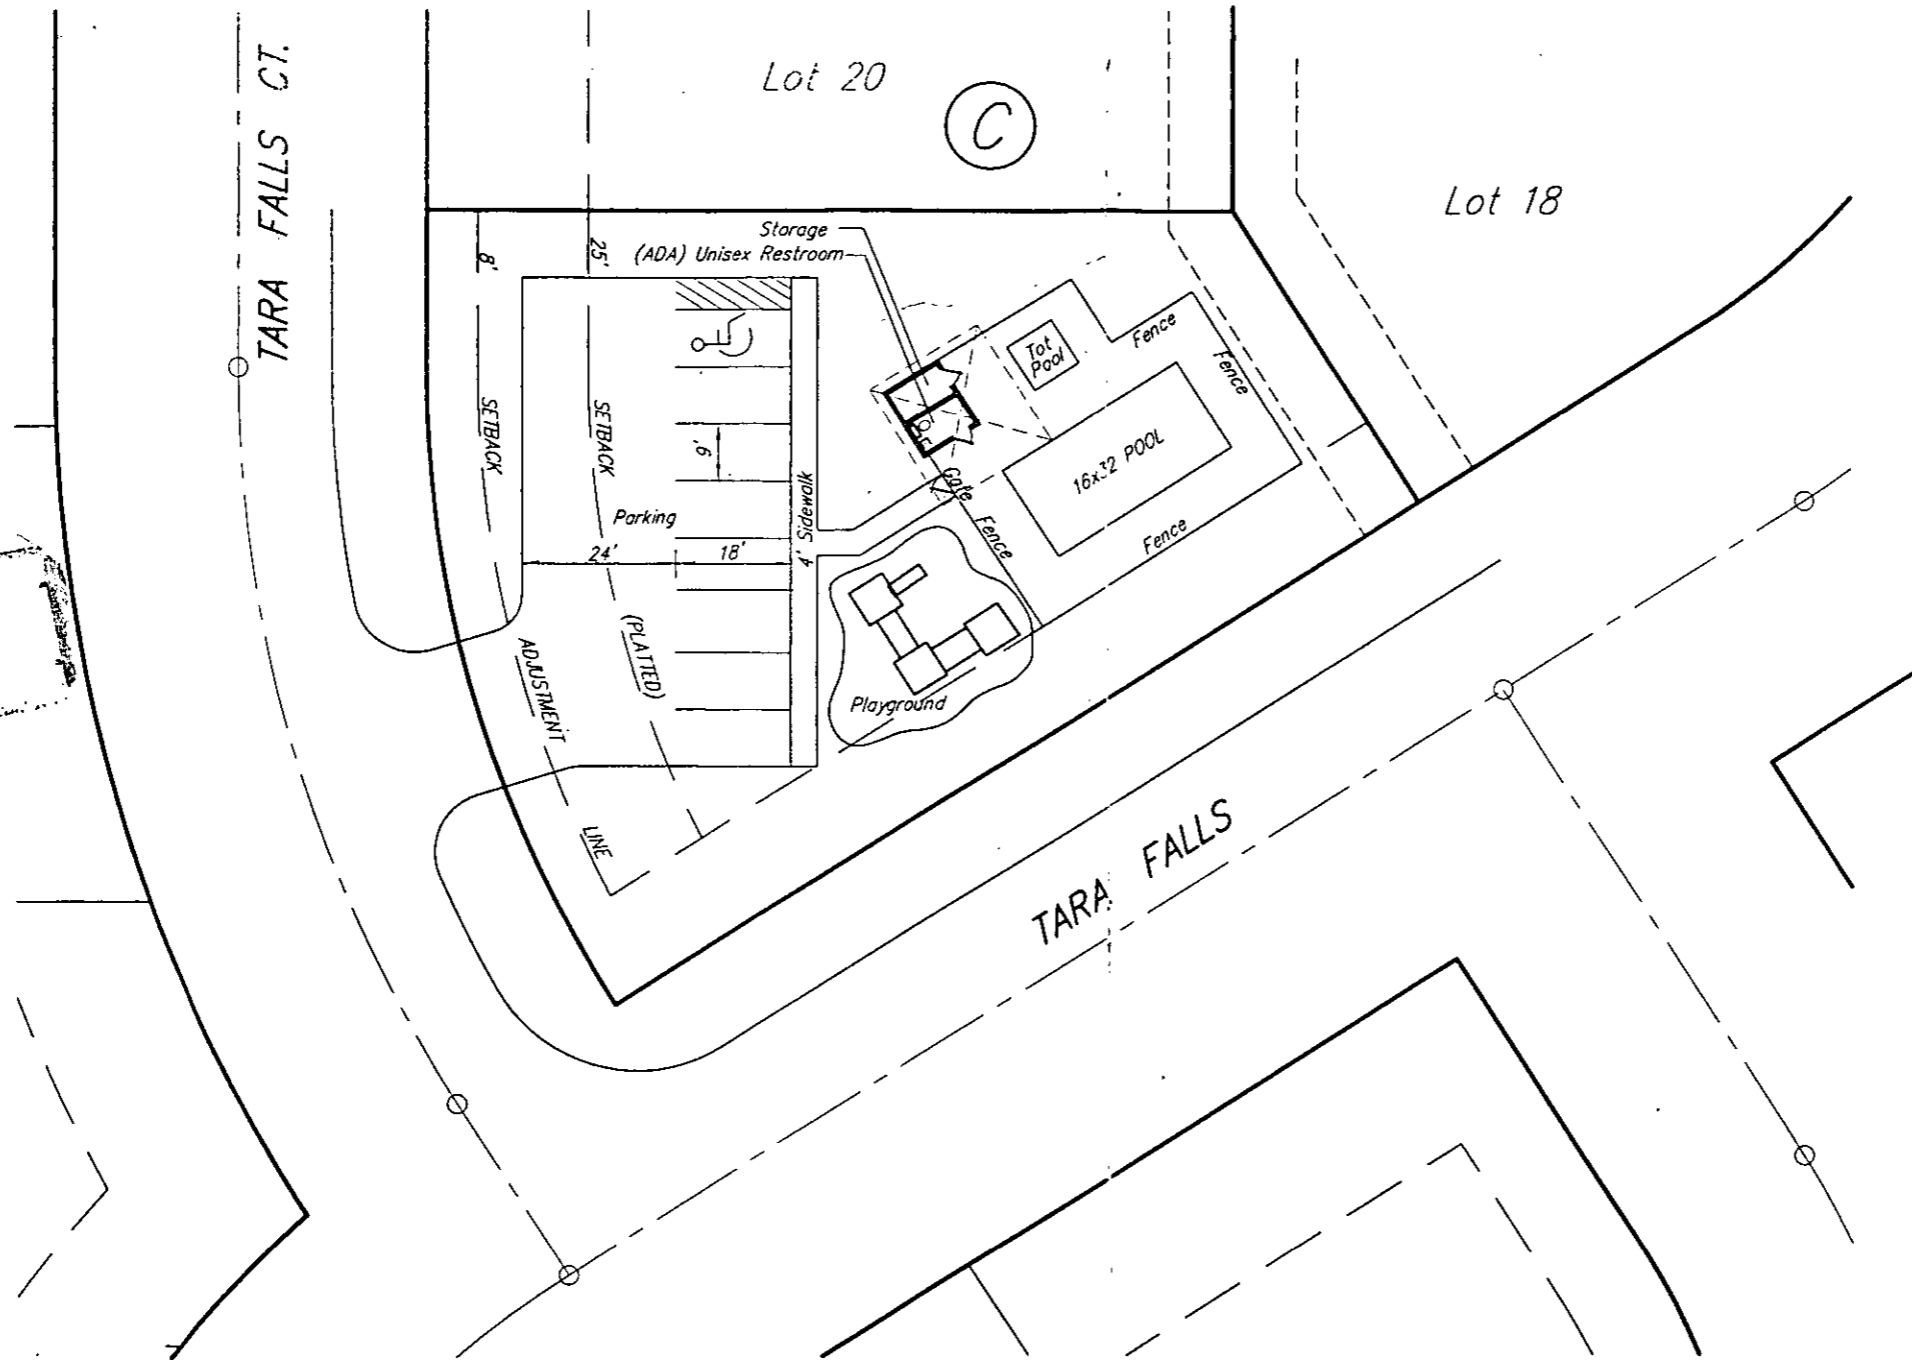 TARA FALLS CT.
Lot 20
C
Lot 18
Storage
(ADA) Unisex Restroom
8'
25'
SETBACK
SETBACK
9'
Parking
24'
18'
4' Sidewalk
Tot
Pool
Fence
Fence
16x32 POOL
Gate
Fence
Fence
(PLATTED)
ADJUSTMENT
LINE
Playground
TARA FALLS